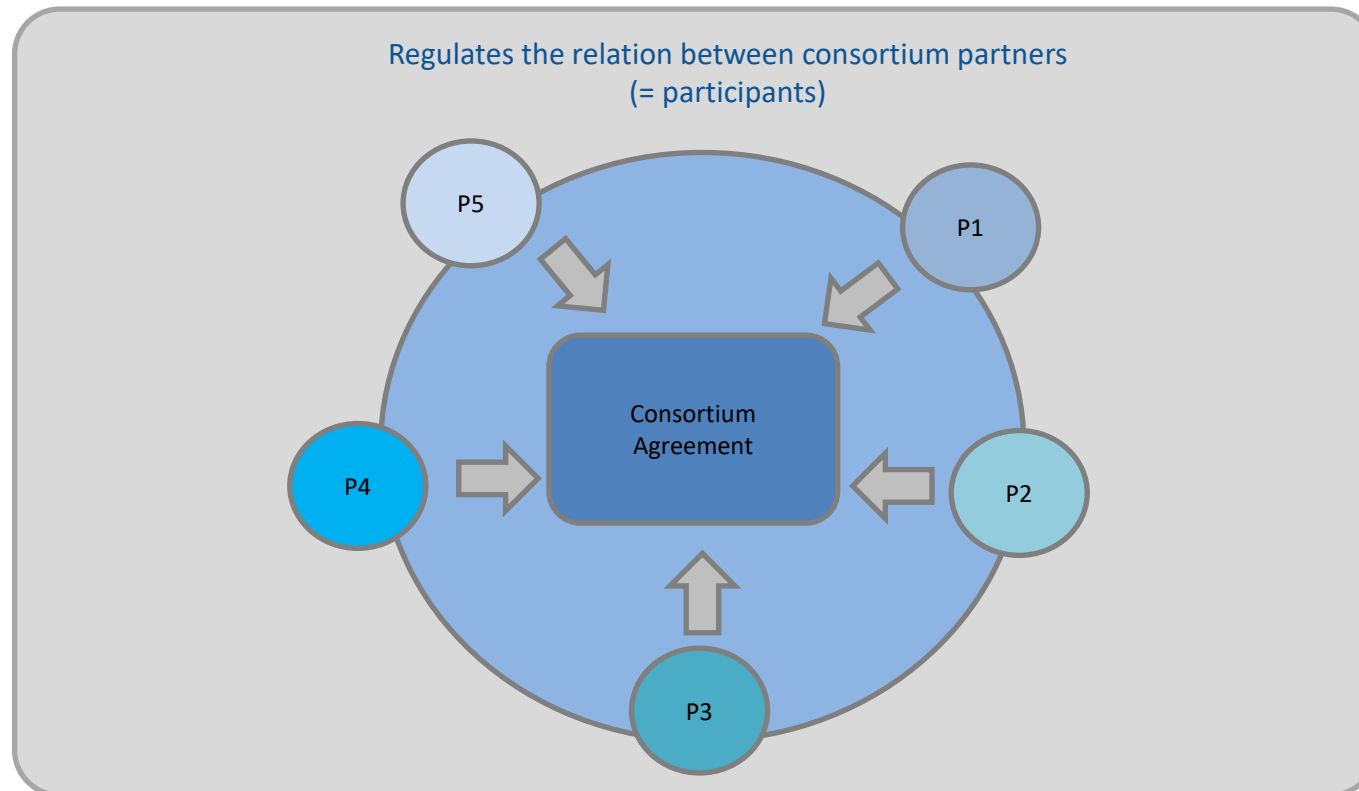 Regulates the relation between consortium partners
(= participants)
P5
P1
Consortium
Agreement
P4
P2
P3